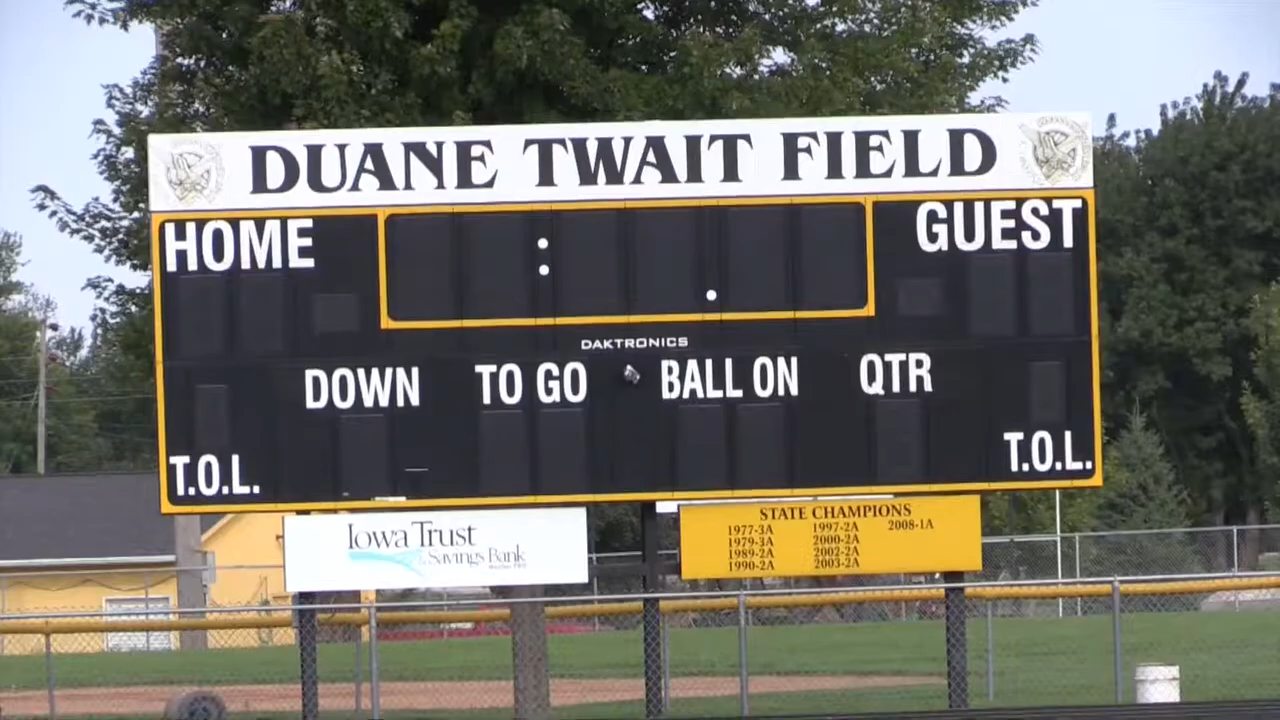 DUANE TWAIT FIELD
HOME
GUEST
DAKTRONICS
DOWN
TO GO
BALL ON
QTR
T.O.L.
T.O.L.
Iowa Trust
& Savings Bank
STATE CHAMPIONS
1977-3A 1997-2A 2008-1A
1979-3A 2000-2A
1989-2A 2002-2A
1990-2A 2003-2A